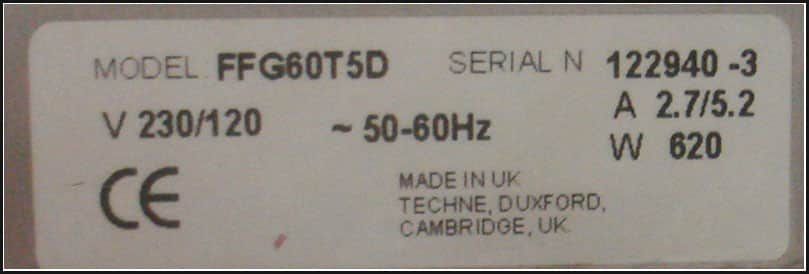 MODEL FFG60T5D SERIAL N 122940 -3
V 230/120 ~ 50-60Hz A 2.7/5.2
W 620
CE
MADE IN UK
TECHNE, DUXFORD,
CAMBRIDGE, UK.